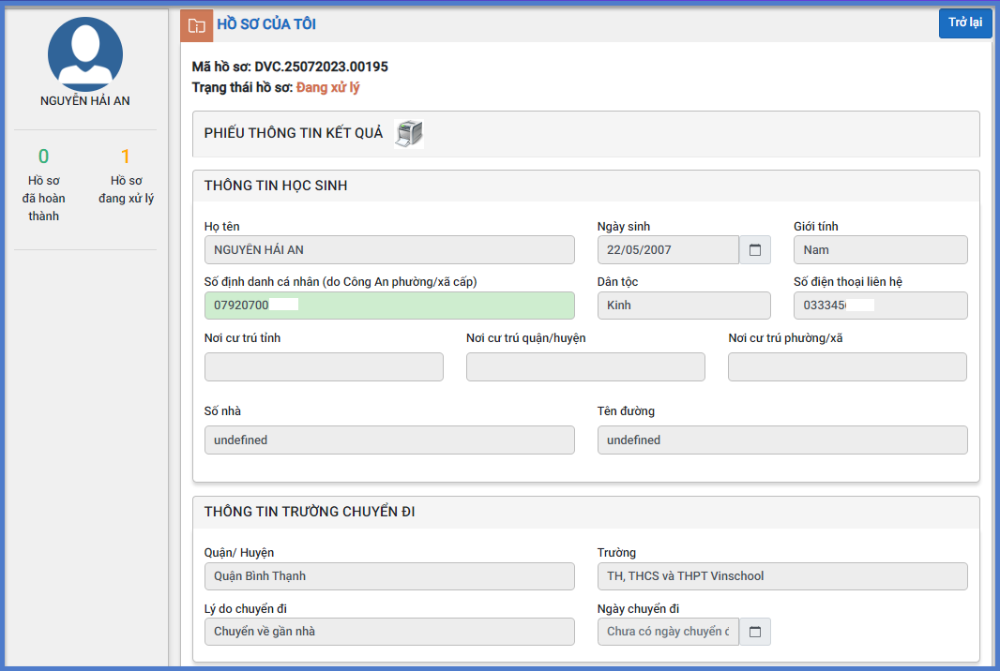 NGUYỄN HẢI AN
0
Hồ sơ
đã hoàn
thành
1
Hồ sơ
đang xử lý
HỒ SƠ CỦA TÔI
Trở lại
Mã hồ sơ: DVC.25072023.00195
Trạng thái hồ sơ: Đang xử lý
PHIẾU THÔNG TIN KẾT QUẢ
THÔNG TIN HỌC SINH
Họ tên
Ngày sinh
Giới tính
NGUYỄN HẢI AN
22/05/2007
Nam
Số định danh cá nhân (do Công An phường/xã cấp)
Dân tộc
Số điện thoại liên hệ
07920700
Kinh
033345
Nơi cư trú tỉnh
Nơi cư trú quận/huyện
Nơi cư trú phường/xã
Số nhà
Tên đường
undefined
undefined
THÔNG TIN TRƯỜNG CHUYỂN ĐI
Quận/ Huyện
Trường
Quận Bình Thạnh
TH, THCS và THPT Vinschool
Lý do chuyển đi
Ngày chuyển đi
Chuyển về gần nhà
Chưa có ngày chuyển